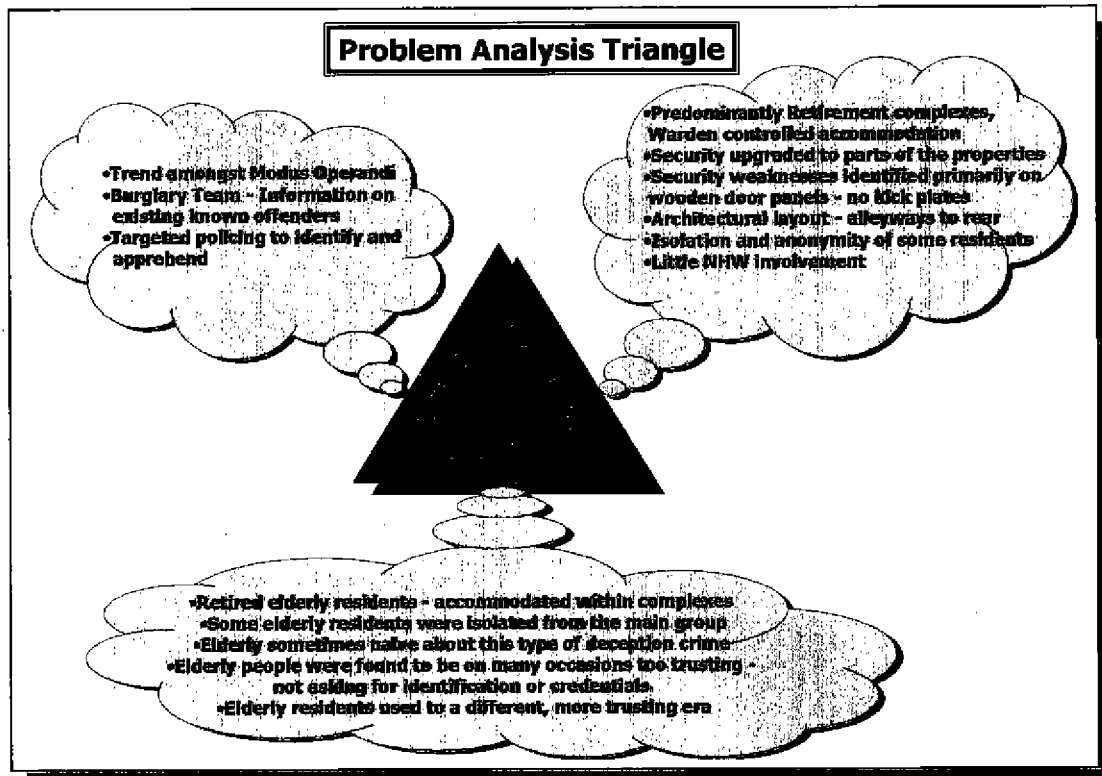 Problem Analysis Triangle
•Trend amongst Modus Operandi
•Burglary Team - Information on
existing known offenders
•Targeted policing to identify and
apprehend
•Predominantly Retirement complexes,
Warden controlled accommodation
•Security upgraded to parts of the properties
•Security weaknesses identified primarily on
wooden door panels - no kick plates
•Architectural layout - alleyways to rear
•Isolation and anonymity of some residents
•Little NHW involvement
•Retired elderly residents - accommodated within complexes
•Some elderly residents were isolated from the main group
•Elderly sometimes naive about this type of deception crime
•Elderly people were found to be on many occasions too trusting -
not asking for identification or credentials
•Elderly residents used to a different, more trusting era